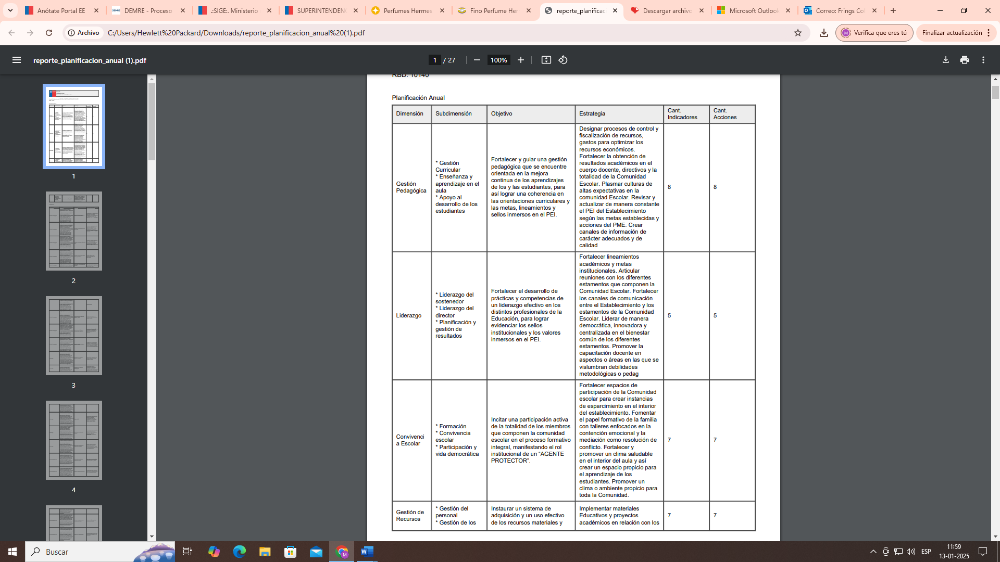 Anótate Portal EE
DEMRE - Proceso
.:SIGE:. Ministerio
SUPERINTENDEN
Perfumes Hermes
Fino Perfume Her
reporte_planificac
Descargar archivo
Microsoft Outlook
Correo: Frings Co
Archivo
C:/Users/Hewlett%20Packard/Downloads/reporte_planificacion_anual%20(1).pdf
Verifica que eres tú
Finalizar actualización
reporte_planificacion_anual (1).pdf
1 / 27
100%
1
2
3
4
RBD: 10140
Planificación Anual
Dimensión
Subdimensión
Objetivo
Estrategia
Cant.
Indicadores
Cant.
Acciones
Gestión
Pedagógica
* Gestión
Curricular
* Enseñanza y
aprendizaje en el
aula
* Apoyo al
desarrollo de los
estudiantes
Fortalecer y guiar una gestión
pedagógica que se encuentre
orientada en la mejora
continua de los aprendizajes
de los y las estudiantes, para
así lograr una coherencia en
las orientaciones curriculares y
las metas, lineamientos y
sellos inmersos en el PEI.
Designar procesos de control y
fiscalización de recursos,
gastos para optimizar los
recursos económicos.
Fortalecer la obtención de
resultados académicos en el
cuerpo docente, directivos y la
totalidad de la Comunidad
Escolar. Plasmar culturas de
altas expectativas en la
comunidad Escolar. Revisar y
actualizar de manera constante
el PEI del Establecimiento
según las metas establecidas y
acciones del PME. Crear
canales de información de
carácter adecuados y de
calidad
8
8
Liderazgo
* Liderazgo del
sostenedor
* Liderazgo del
director
* Planificación y
gestión de
resultados
Fortalecer el desarrollo de
prácticas y competencias de
un liderazgo efectivo en los
distintos profesionales de la
Educación, para lograr
evidenciar los sellos
institucionales y los valores
inmersos en el PEI.
Fortalecer lineamientos
académicos y metas
institucionales. Articular
reuniones con los diferentes
estamentos que componen la
Comunidad Escolar. Fortalecer
los canales de comunicación
entre el Establecimiento y los
estamentos de la Comunidad
Escolar. Liderar de manera
democrática, innovadora y
centralizada en el bienestar
común de los diferentes
estamentos. Promover la
capacitación docente en
aspectos o áreas en las que se
vislumbran debilidades
metodológicas o pedag
5
5
Convivenci
a Escolar
* Formación
* Convivencia
escolar
* Participación y
vida democrática
Incitar una participación activa
de la totalidad de los miembros
que componen la comunidad
escolar en el proceso formativo
integral, manifestando el rol
institucional de un “AGENTE
PROTECTOR”.
Fortalecer espacios de
participación de la Comunidad
escolar para crear instancias
de esparcimiento en el interior
del establecimiento. Fomentar
el papel formativo de la familia
con talleres enfocados en la
contención emocional y la
mediación como resolución de
conflicto. Fortalecer y
promover un clima saludable
en el interior del aula y así
crear un espacio propicio para
el aprendizaje de los
estudiantes. Promover un
clima o ambiente propicio para
toda la Comunidad.
7
7
Gestión de
Recursos
* Gestión del
personal
* Gestión de los
Instaurar un sistema de
adquisición y un uso efectivo
de los recursos materiales y
Implementar materiales
Educativos y proyectos
académicos en relación con los
7
7
Buscar
ESP
11:59
13-01-2025